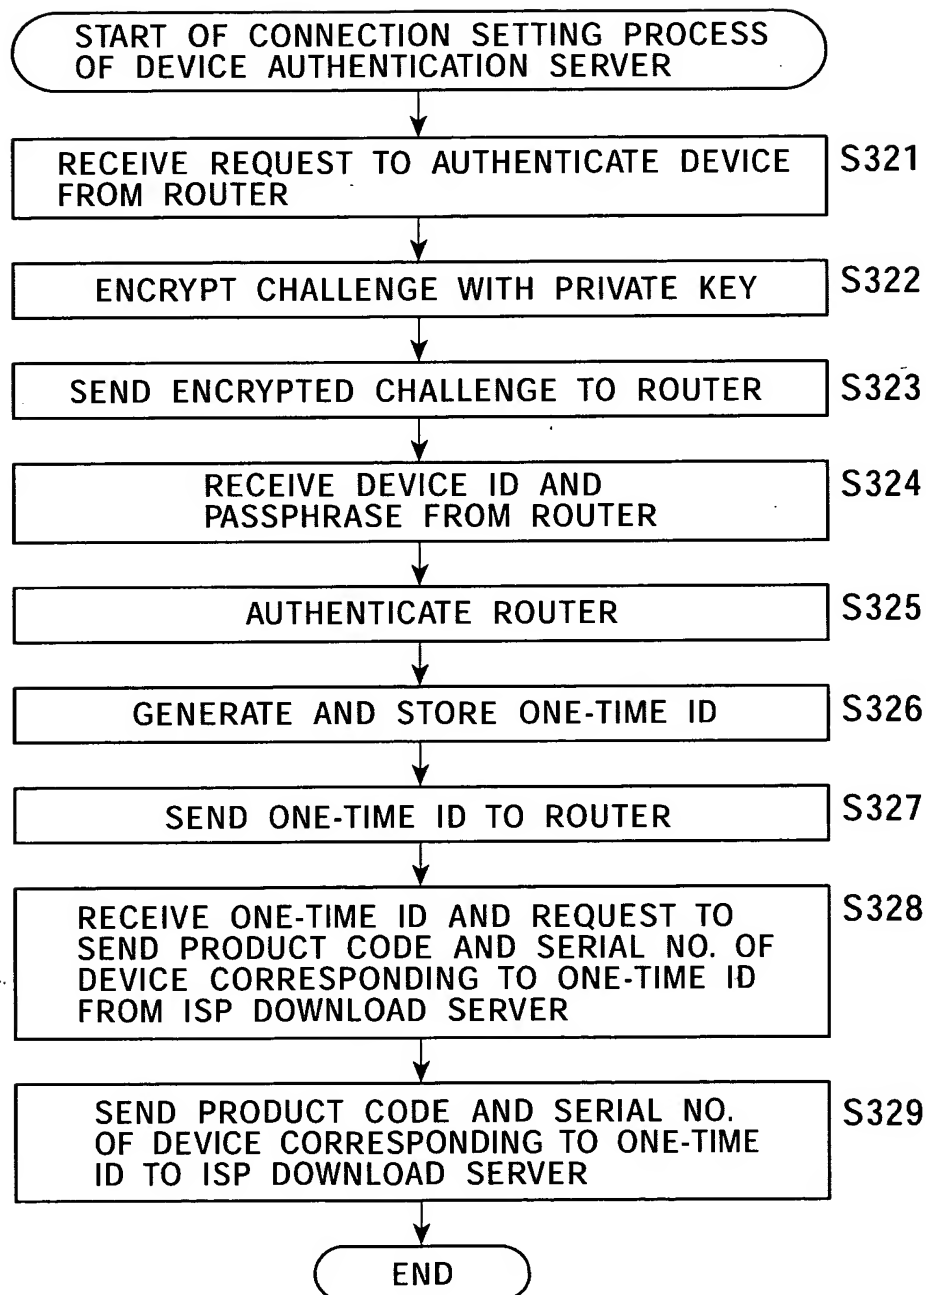 START OF CONNECTION SETTING PROCESS
OF DEVICE AUTHENTICATION SERVER
RECEIVE REQUEST TO AUTHENTICATE DEVICE
FROM ROUTER
S321
ENCRYPT CHALLENGE WITH PRIVATE KEY
S322
SEND ENCRYPTED CHALLENGE TO ROUTER
S323
RECEIVE DEVICE ID AND
PASSPHRASE FROM ROUTER
S324
AUTHENTICATE ROUTER
S325
GENERATE AND STORE ONE-TIME ID
S326
SEND ONE-TIME ID TO ROUTER
S327
RECEIVE ONE-TIME ID AND REQUEST TO
SEND PRODUCT CODE AND SERIAL NO. OF
DEVICE CORRESPONDING TO ONE-TIME ID
FROM ISP DOWNLOAD SERVER
S328
SEND PRODUCT CODE AND SERIAL NO.
OF DEVICE CORRESPONDING TO ONE-TIME
ID TO ISP DOWNLOAD SERVER
S329
END